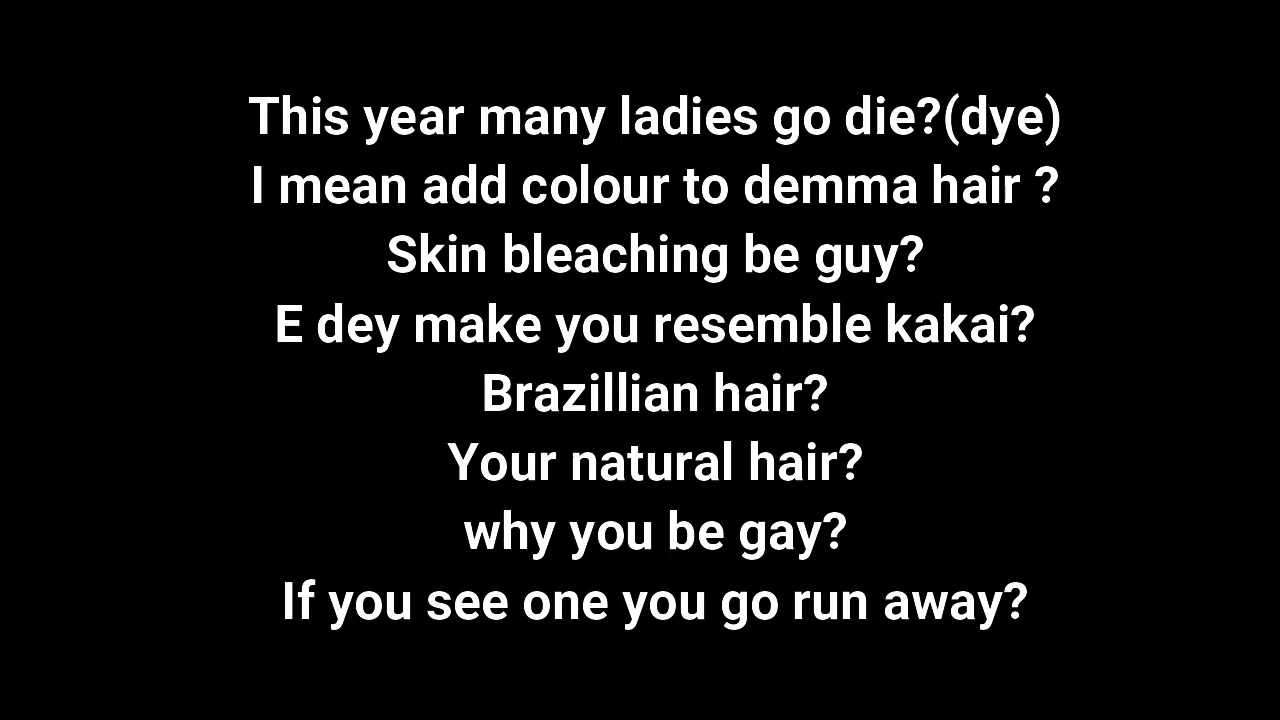 This year many ladies go die?(dye)
I mean add colour to demma hair ?
Skin bleaching be guy?
E dey make you resemble kakai?
Brazillian hair?
Your natural hair?
why you be gay?
If you see one you go run away?